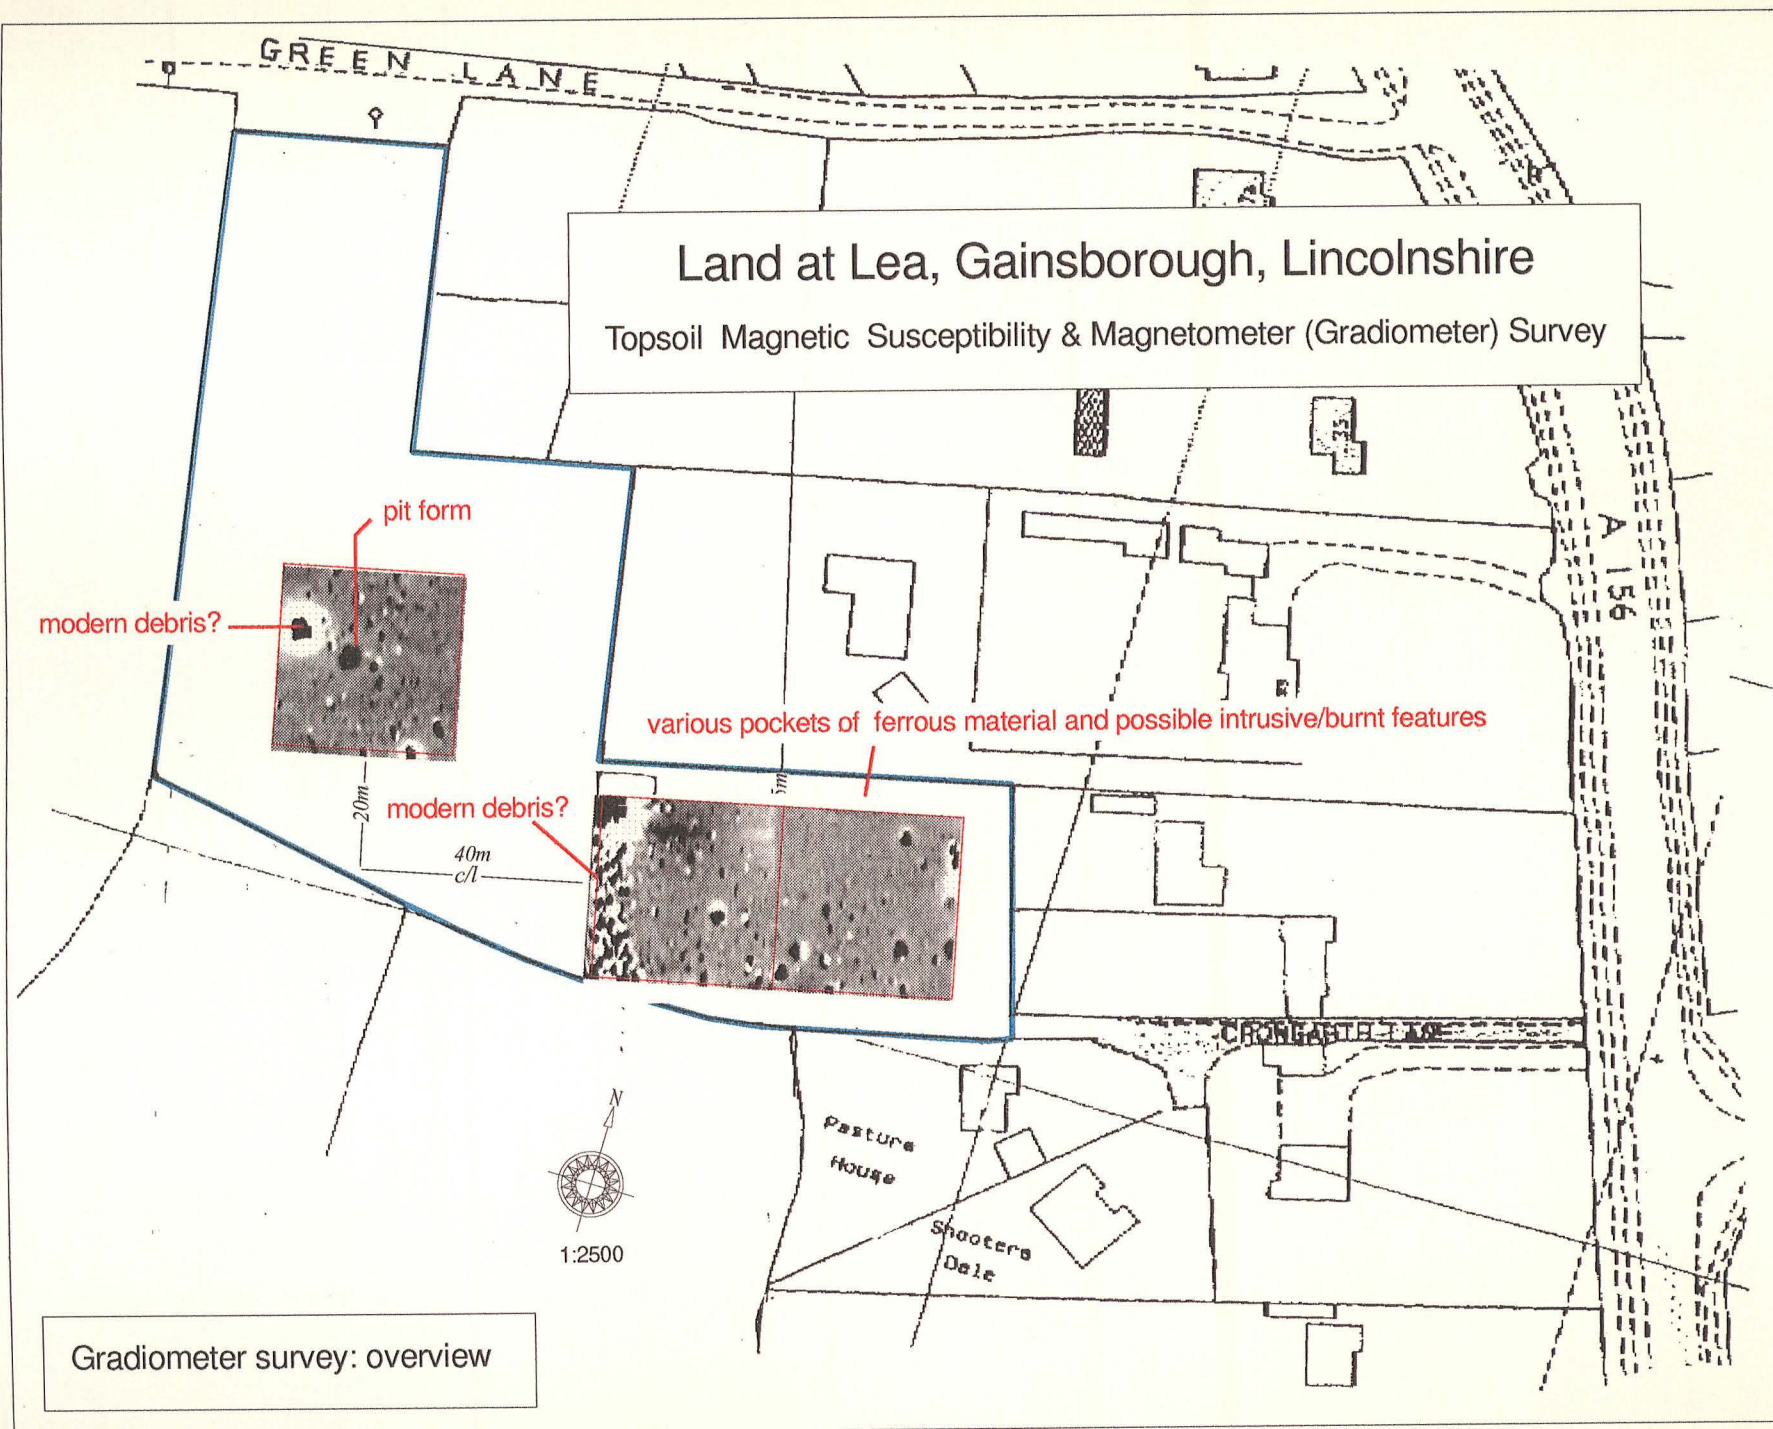 GREEN LANE
Land at Lea, Gainsborough, Lincolnshire
Topsoil Magnetic Susceptibility & Magnetometer (Gradiometer) Survey
pit form
A 156
modern debris?
various pockets of ferrous material and possible intrusive/burnt features
20m
modern debris?
5m
40m
c/l
N
Pasture
House
Shooters
Dale
1:2500
Gradiometer survey: overview